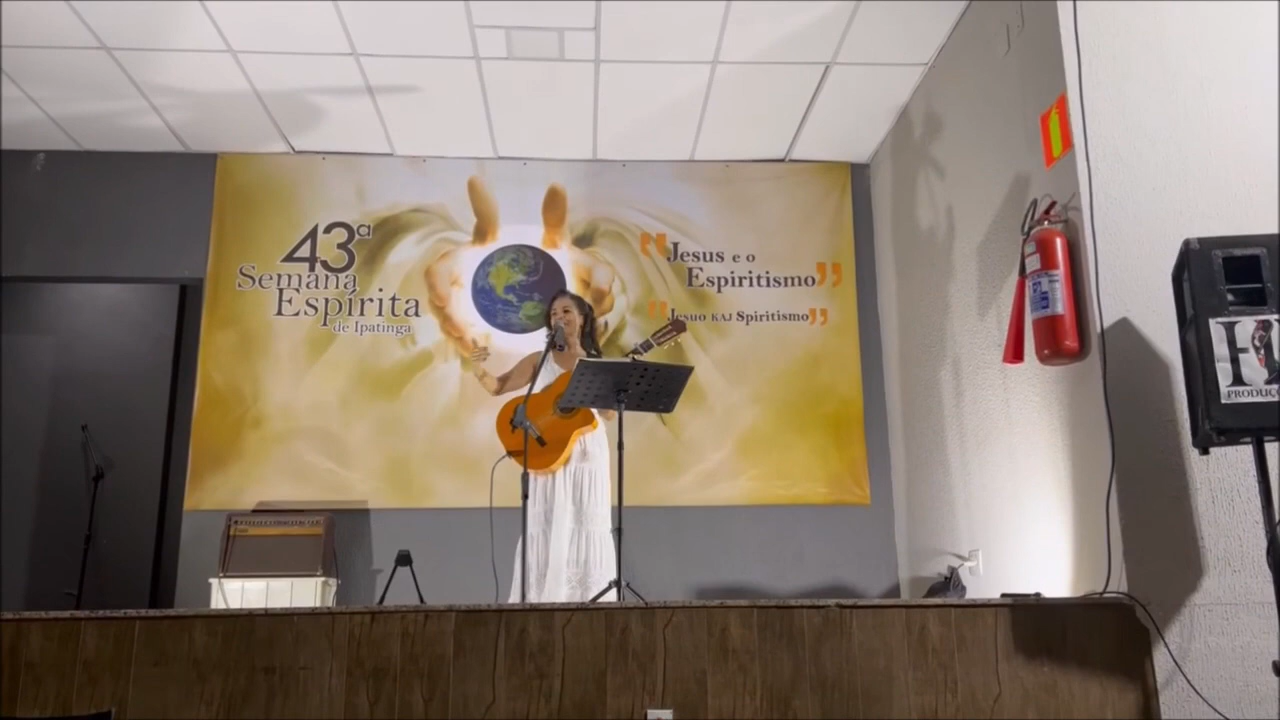 43ª
Semana
Espírita
de Ipatinga
"Jesus e o
Espiritismo"
"Jesuo KAJ Spiritismo"